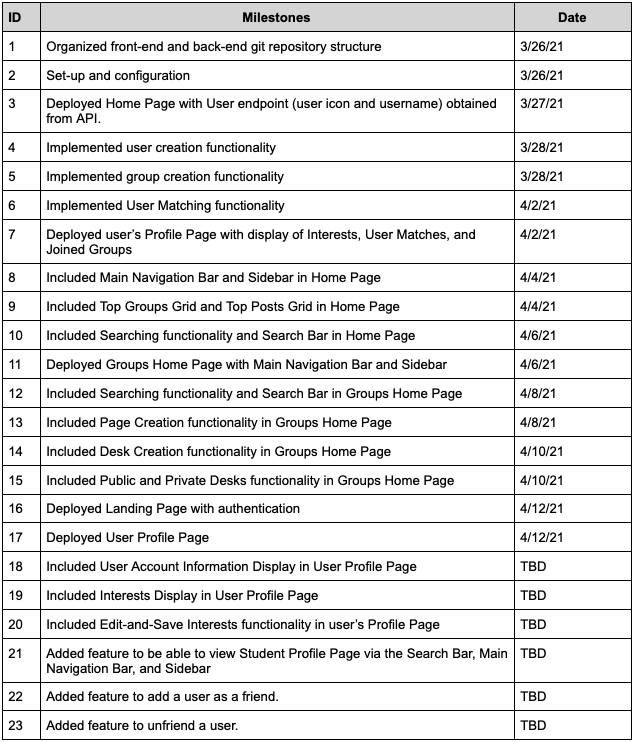 ID Milestones Date
1 Organized front-end and back-end git repository structure 3/26/21
2 Set-up and configuration 3/26/21
3 Deployed Home Page with User endpoint (user icon and username) obtained 3/27/21
from API.
4 Implemented user creation functionality 3/28/21
5 Implemented group creation functionality 3/28/21
6 Implemented User Matching functionality 4/2/21
7 Deployed user's Profile Page with display of Interests, User Matches, and 4/2/21
Joined Groups
8 Included Main Navigation Bar and Sidebar in Home Page 4/4/21
9 Included Top Groups Grid and Top Posts Grid in Home Page 4/4/21
10 Included Searching functionality and Search Bar in Home Page 4/6/21
11 Deployed Groups Home Page with Main Navigation Bar and Sidebar 4/6/21
12 Included Searching functionality and Search Bar in Groups Home Page 4/8/21
13 Included Page Creation functionality in Groups Home Page 4/8/21
14 Included Desk Creation functionality in Groups Home Page 4/10/21
15 Included Public and Private Desks functionality in Groups Home Page 4/10/21
16 Deployed Landing Page with authentication 4/12/21
17 Deployed User Profile Page 4/12/21
18 Included User Account Information Display in User Profile Page TBD
19 Included Interests Display in User Profile Page TBD
20 Included Edit-and-Save Interests functionality in user's Profile Page TBD
21 Added feature to be able to view Student Profile Page via the Search Bar, Main TBD
Navigation Bar, and Sidebar
22 Added feature to add a user as a friend. TBD
23 Added feature to unfriend a user. TBD